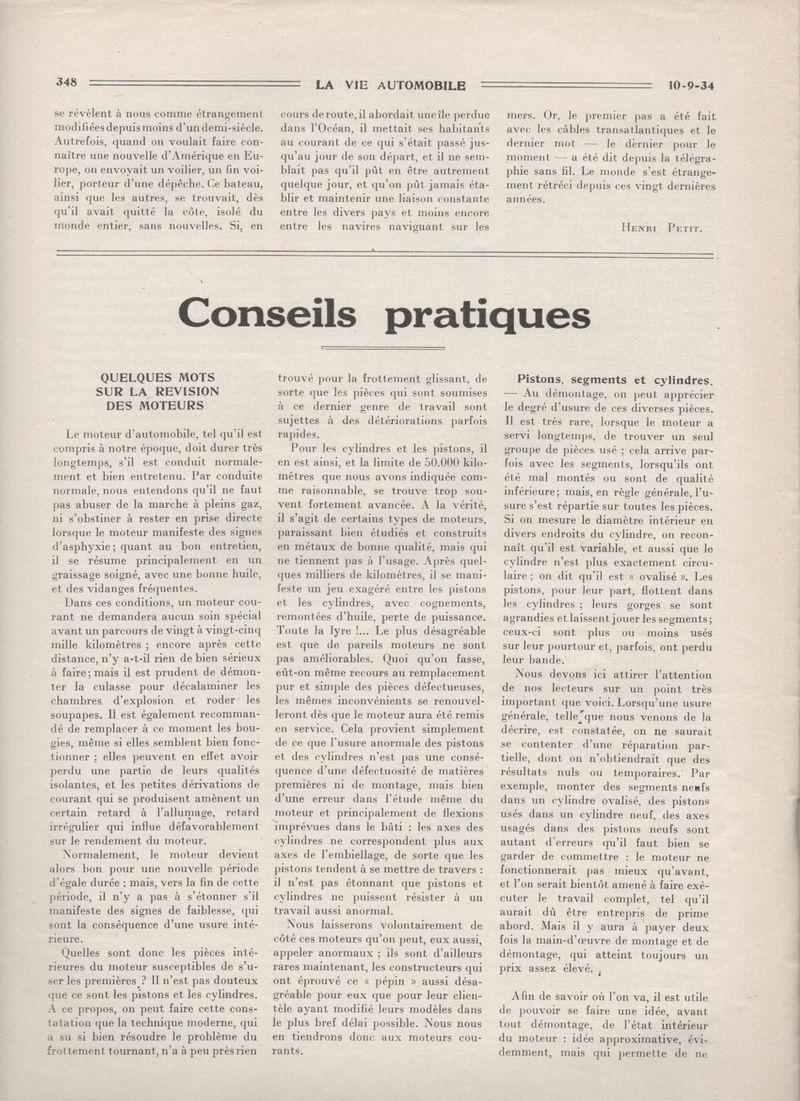 348
LA VIE AUTOMOBILE
10-9-34
se révèlent à nous comme étrangement
modifiées depuis moins d'un demi-siècle.
Autrefois, quand on voulait faire con-
naître une nouvelle d'Amérique en Eu-
rope, on envoyait un voilier, un fin voi-
lier, porteur d'une dépêche. Ce bateau,
ainsi que les autres, se trouvait, dès
qu'il avait quitté la côte, isolé du
monde entier, sans nouvelles. Si, en
cours de route, il abordait une île perdue
dans l'Océan, il mettait ses habitants
au courant de ce qui s'était passé jus-
qu'au jour de son départ, et il ne sem-
blait pas qu'il pût en être autrement
quelque jour, et qu'on pût jamais éta-
blir et maintenir une liaison constante
entre les divers pays et moins encore
entre les navires naviguant sur les
mers. Or, le premier pas a été fait
avec les câbles transatlantiques et le
dernier mot — le dernier pour le
moment — a été dit depuis la télégra-
phie sans fil. Le monde s'est étrange-
ment rétréci depuis ces vingt dernières
années.
HENRI PETIT.
Conseils pratiques
QUELQUES MOTS
SUR LA REVISION
DES MOTEURS
Le moteur d'automobile, tel qu'il est
compris à notre époque, doit durer très
longtemps, s'il est conduit normale-
ment et bien entretenu. Par conduite
normale, nous entendons qu'il ne faut
pas abuser de la marche à pleins gaz,
ni s'obstiner à rester en prise directe
lorsque le moteur manifeste des signes
d'asphyxie ; quant au bon entretien,
il se résume principalement en un
graissage soigné, avec une bonne huile,
et des vidanges fréquentes.
Dans ces conditions, un moteur cou-
rant ne demandera aucun soin spécial
avant un parcours de vingt à vingt-cinq
mille kilomètres ; encore après cette
distance, n'y a-t-il rien de bien sérieux
à faire; mais il est prudent de démon-
ter la culasse pour décalaminer les
chambres d'explosion et roder les
soupapes. Il est également recomman-
dé de remplacer à ce moment les bou-
gies, même si elles semblent bien fonc-
tionner ; elles peuvent en effet avoir
perdu une partie de leurs qualités
isolantes, et les petites dérivations de
courant qui se produisent amènent un
certain retard à l'allumage, retard
irrégulier qui influe défavorablement
sur le rendement du moteur.
Normalement, le moteur devient
alors bon pour une nouvelle période
d'égale durée ; mais, vers la fin de cette
période, il n'y a pas à s'étonner s'il
manifeste des signes de faiblesse, qui
sont la conséquence d'une usure inté-
rieure.
Quelles sont donc les pièces inté-
rieures du moteur susceptibles de s'u-
ser les premières ? Il n'est pas douteux
que ce sont les pistons et les cylindres.
A ce propos, on peut faire cette cons-
tatation que la technique moderne, qui
a su si bien résoudre le problème du
frottement tournant, n'a à peu près rien
trouvé pour la frottement glissant, de
sorte que les pièces qui sont soumises
à ce dernier genre de travail sont
sujettes à des détériorations parfois
rapides.
Pour les cylindres et les pistons, il
en est ainsi, et la limite de 50.000 kilo-
mètres que nous avons indiquée com-
me raisonnable, se trouve trop sou-
vent fortement avancée. A la vérité,
il s'agit de certains types de moteurs,
paraissant bien étudiés et construits
en métaux de bonne qualité, mais qui
ne tiennent pas à l'usage. Après quel-
ques milliers de kilomètres, il se mani-
feste un jeu exagéré entre les pistons
et les cylindres, avec cognements,
remontées d'huile, perte de puissance.
Toute la lyre !... Le plus désagréable
est que de pareils moteurs ne sont
pas améliorables. Quoi qu'on fasse,
eût-on même recours au remplacement
pur et simple des pièces défectueuses,
les mêmes inconvénients se renouvel-
leront dès que le moteur aura été remis
en service. Cela provient simplement
de ce que l'usure anormale des pistons
et des cylindres n'est pas une consé-
quence d'une défectuosité de matières
premières ni de montage, mais bien
d'une erreur dans l'étude même du
moteur et principalement de flexions
imprévues dans le bâti : les axes des
cylindres ne correspondent plus aux
axes de l'embiellage, de sorte que les
pistons tendent à se mettre de travers :
il n'est pas étonnant que pistons et
cylindres ne puissent résister à un
travail aussi anormal.
Nous laisserons volontairement de
côté ces moteurs qu'on peut, eux aussi,
appeler anormaux ; ils sont d'ailleurs
rares maintenant, les constructeurs qui
ont éprouvé ce « pépin » aussi désa-
gréable pour eux que pour leur clien-
tèle ayant modifié leurs modèles dans
le plus bref délai possible. Nous nous
en tiendrons donc aux moteurs cou-
rants.
Pistons, segments et cylindres.
— Au démontage, on peut apprécier
le degré d'usure de ces diverses pièces.
Il est très rare, lorsque le moteur a
servi longtemps, de trouver un seul
groupe de pièces usé ; cela arrive par-
fois avec les segments, lorsqu'ils ont
été mal montés ou sont de qualité
inférieure; mais, en règle générale, l'u-
sure s'est répartie sur toutes les pièces.
Si on mesure le diamètre intérieur en
divers endroits du cylindre, on recon-
naît qu'il est variable, et aussi que le
cylindre n'est plus exactement circu-
laire ; on dit qu'il est « ovalisé ». Les
pistons, pour leur part, flottent dans
les cylindres ; leurs gorges se sont
agrandies et laissent jouer les segments;
ceux-ci sont plus ou moins usés
sur leur pourtour et, parfois, ont perdu
leur bande.
Nous devons ici attirer l'attention
de nos lecteurs sur un point très
important que voici. Lorsqu'une usure
générale, telle que nous venons de la
décrire, est constatée, on ne saurait
se contenter d'une réparation par-
tielle, dont on n'obtiendrait que des
résultats nuls ou temporaires. Par
exemple, monter des segments neufs
dans un cylindre ovalisé, des pistons
usés dans un cylindre neuf, des axes
usagés dans des pistons neufs sont
autant d'erreurs qu'il faut bien se
garder de commettre : le moteur ne
fonctionnerait pas mieux qu'avant,
et l'on serait bientôt amené à faire exé-
cuter le travail complet, tel qu'il
aurait dû être entrepris de prime
abord. Mais il y aura à payer deux
fois la main-d'œuvre de montage et de
démontage, qui atteint toujours un
prix assez élevé.
Afin de savoir où l'on va, il est utile
de pouvoir se faire une idée, avant
tout démontage, de l'état intérieur
du moteur : idée approximative, évi-
demment, mais qui permette de ne